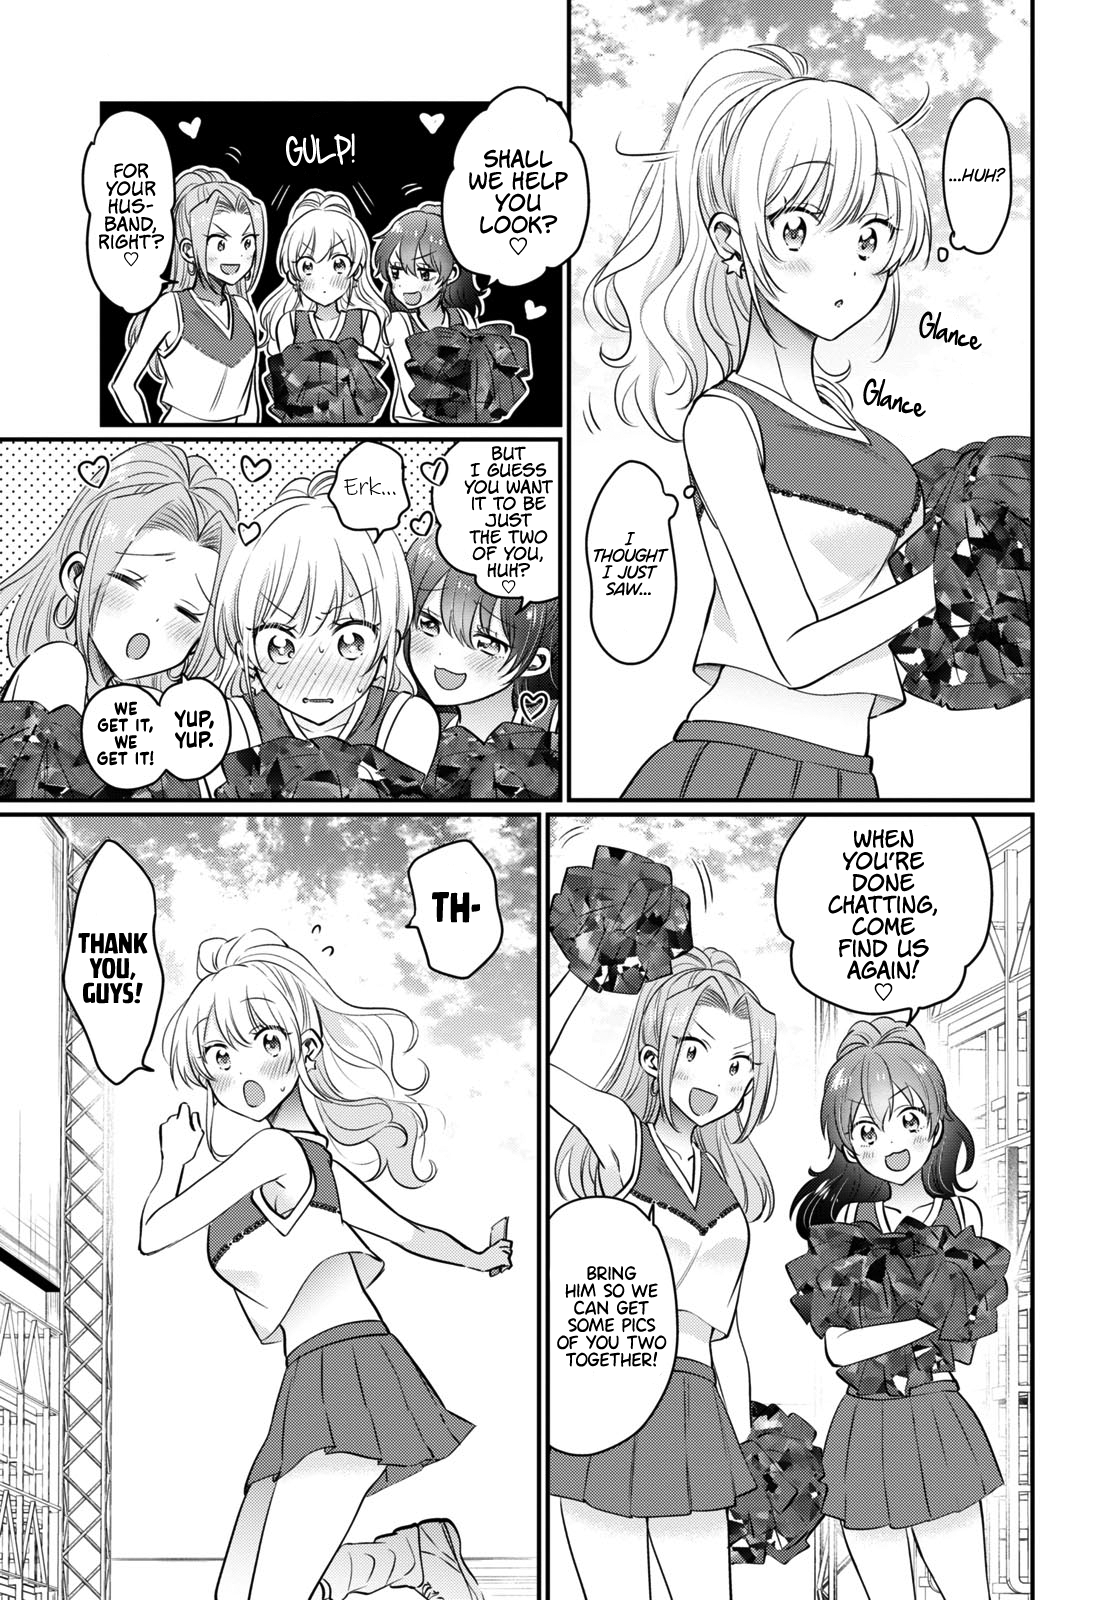 ...HUH?
Glance
Glance
I
THOUGHT
I JUST
SAW...
SHALL
WE HELP
YOU
LOOK?
♡
GULP!
FOR
YOUR
HUS-
BAND,
RIGHT?
♡
BUT
I GUESS
YOU WANT
IT TO BE
JUST
THE TWO
OF YOU,
HUH?
♡
Erk...
YUP,
YUP.
WE
GET IT,
WE
GET IT!
WHEN
YOU'RE
DONE
CHATTING,
COME
FIND US
AGAIN!
♡
BRING
HIM SO WE
CAN GET
SOME PICS
OF YOU TWO
TOGETHER!
TH-
THANK
YOU,
GUYS!